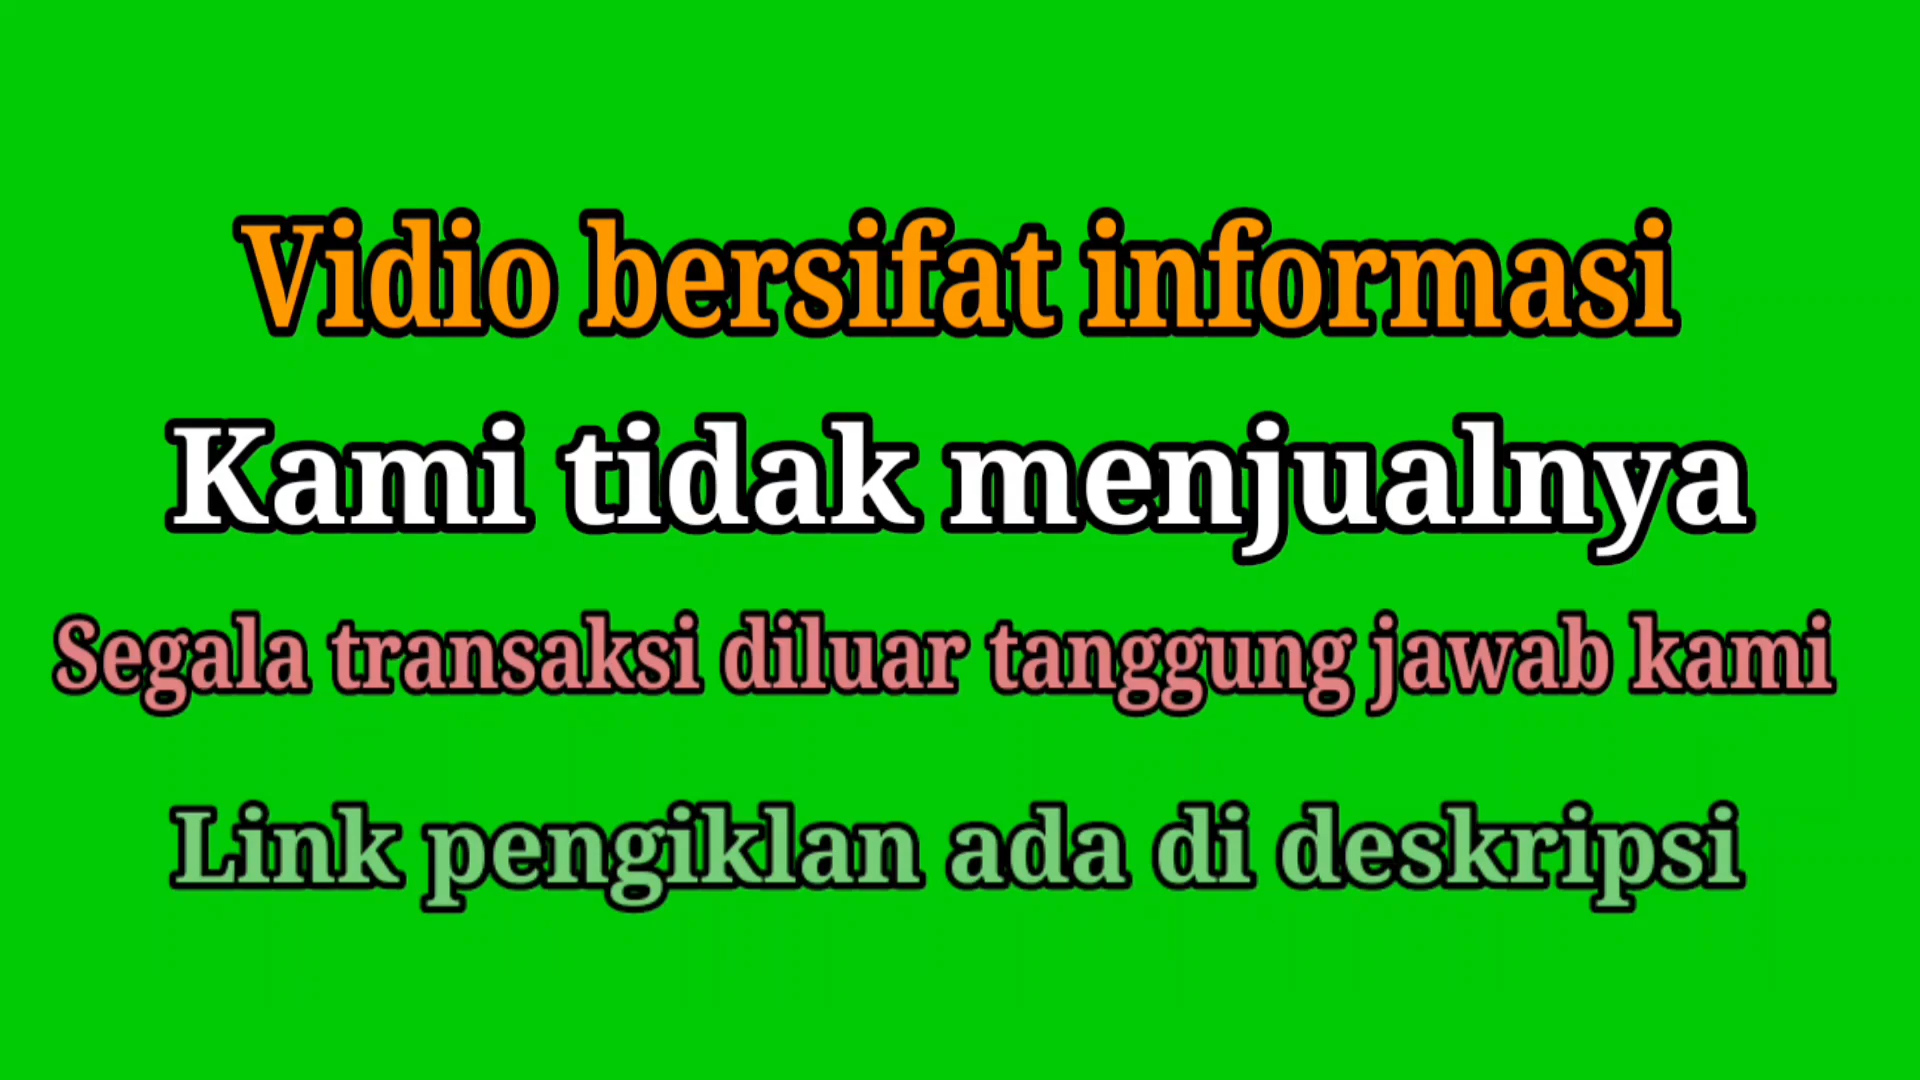 Vidio bersifat informasi
Kami tidak menjualnya
Segala transaksi diluar tanggung jawab kami
Link pengiklan ada di deskripsi